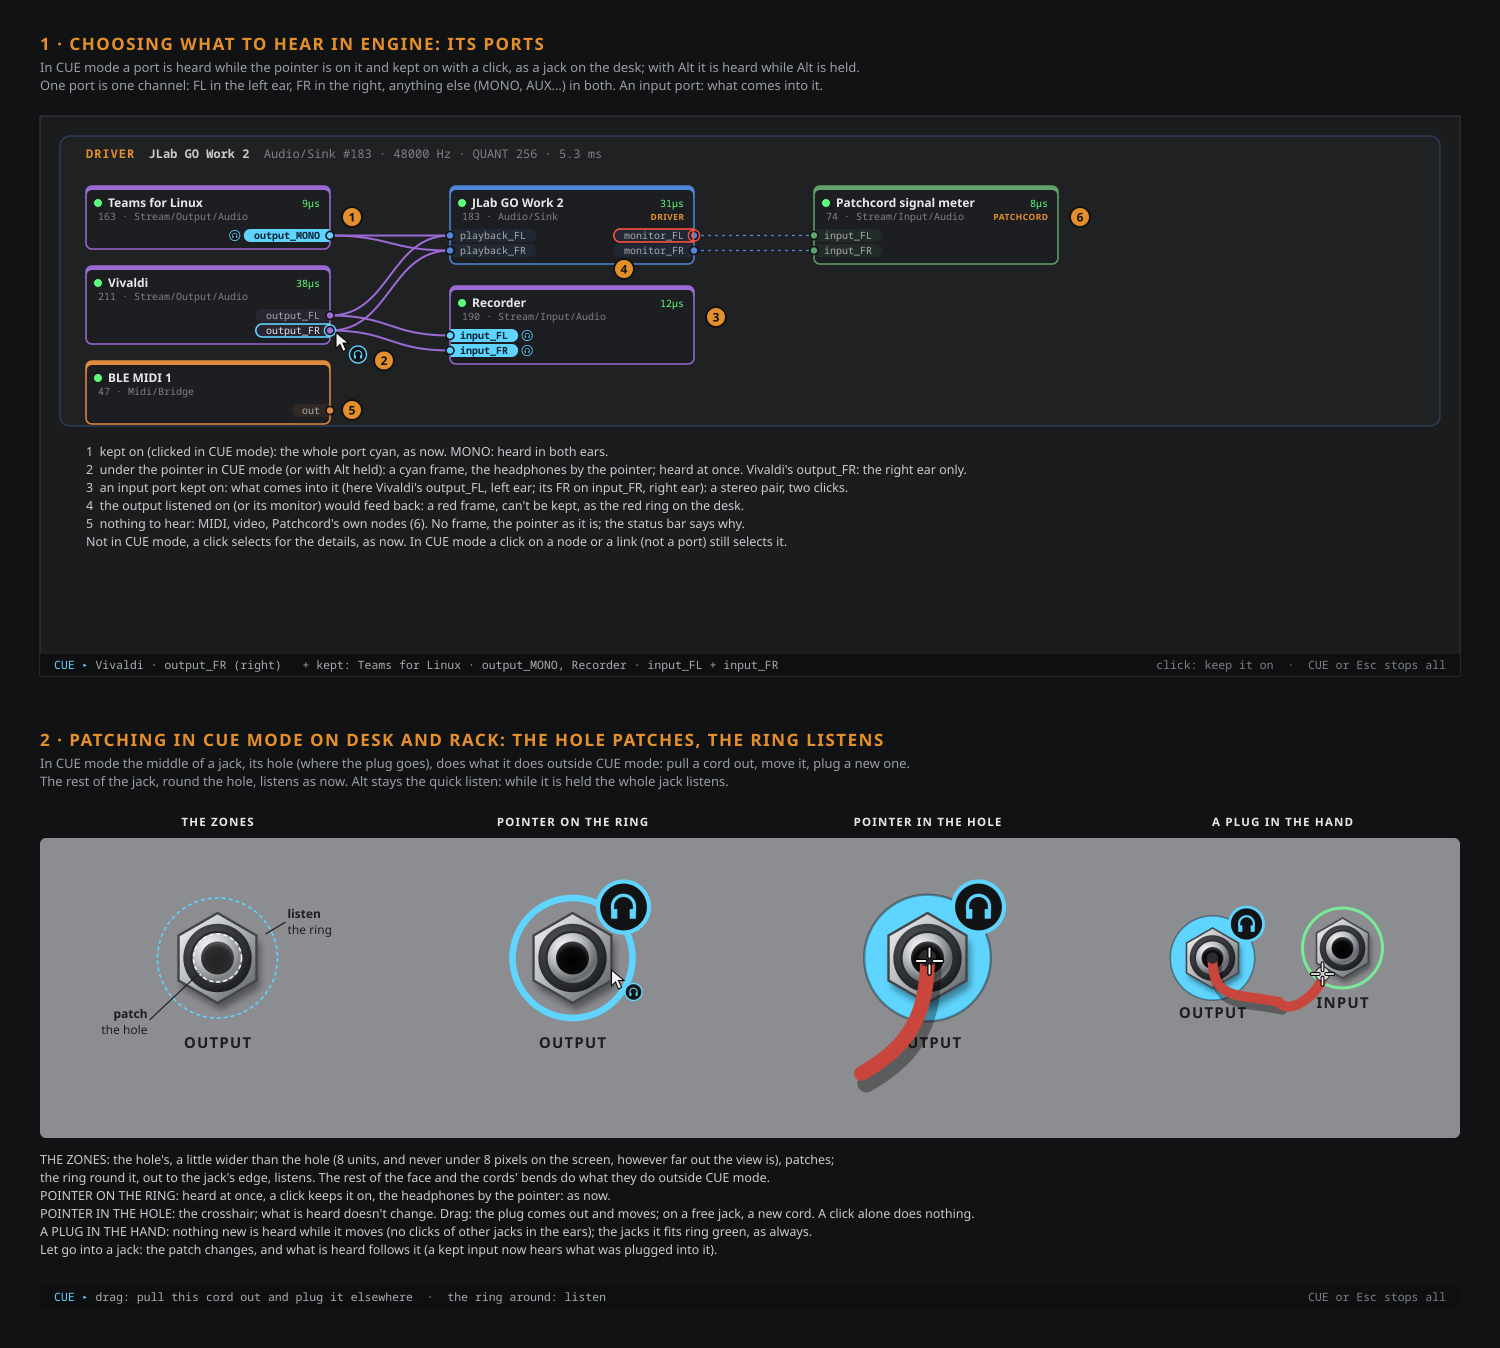 1 · CHOOSING WHAT TO HEAR IN ENGINE: ITS PORTS
In CUE mode a port is heard while the pointer is on it and kept on with a click, as a jack on the desk; with Alt it is heard while Alt is held.
One port is one channel: FL in the left ear, FR in the right, anything else (MONO, AUX…) in both. An input port: what comes into it.
DRIVER JLab GO Work 2 Audio/Sink #183 · 48000 Hz · QUANT 256 · 5.3 ms
Teams for Linux 9µs
163 · Stream/Output/Audio
output_MONO
1
JLab GO Work 2 31µs
183 · Audio/Sink DRIVER
playback_FL monitor_FL
playback_FR monitor_FR
4
Patchcord signal meter 8µs
74 · Stream/Input/Audio PATCHCORD
input_FL
input_FR
6
Vivaldi 38µs
211 · Stream/Output/Audio
output_FL
output_FR
2
Recorder 12µs
190 · Stream/Input/Audio
input_FL
input_FR
3
BLE MIDI 1
47 · Midi/Bridge
out
5
1 kept on (clicked in CUE mode): the whole port cyan, as now. MONO: heard in both ears.
2 under the pointer in CUE mode (or with Alt held): a cyan frame, the headphones by the pointer; heard at once. Vivaldi's output_FR: the right ear only.
3 an input port kept on: what comes into it (here Vivaldi's output_FL, left ear; its FR on input_FR, right ear): a stereo pair, two clicks.
4 the output listened on (or its monitor) would feed back: a red frame, can't be kept, as the red ring on the desk.
5 nothing to hear: MIDI, video, Patchcord's own nodes (6). No frame, the pointer as it is; the status bar says why.
Not in CUE mode, a click selects for the details, as now. In CUE mode a click on a node or a link (not a port) still selects it.
CUE ▸ Vivaldi · output_FR (right) + kept: Teams for Linux · output_MONO, Recorder · input_FL + input_FR click: keep it on · CUE or Esc stops all
2 · PATCHING IN CUE MODE ON DESK AND RACK: THE HOLE PATCHES, THE RING LISTENS
In CUE mode the middle of a jack, its hole (where the plug goes), does what it does outside CUE mode: pull a cord out, move it, plug a new one.
The rest of the jack, round the hole, listens as now. Alt stays the quick listen: while it is held the whole jack listens.
THE ZONES POINTER ON THE RING POINTER IN THE HOLE A PLUG IN THE HAND
listen
the ring
patch
the hole
OUTPUT
OUTPUT
UTPUT
OUTPUT
INPUT
THE ZONES: the hole's, a little wider than the hole (8 units, and never under 8 pixels on the screen, however far out the view is), patches;
the ring round it, out to the jack's edge, listens. The rest of the face and the cords' bends do what they do outside CUE mode.
POINTER ON THE RING: heard at once, a click keeps it on, the headphones by the pointer: as now.
POINTER IN THE HOLE: the crosshair; what is heard doesn't change. Drag: the plug comes out and moves; on a free jack, a new cord. A click alone does nothing.
A PLUG IN THE HAND: nothing new is heard while it moves (no clicks of other jacks in the ears); the jacks it fits ring green, as always.
Let go into a jack: the patch changes, and what is heard follows it (a kept input now hears what was plugged into it).
CUE ▸ drag: pull this cord out and plug it elsewhere · the ring around: listen CUE or Esc stops all